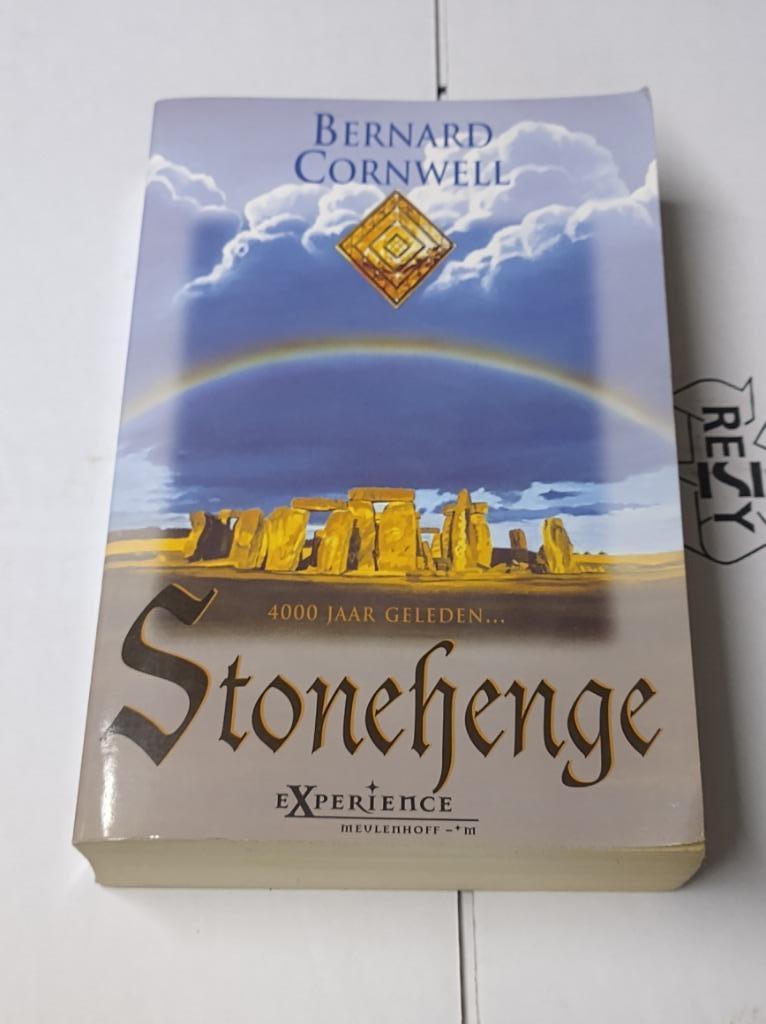 BERNARD
CORNWELL
4000 JAAR GELEDEN...
Stonehenge
EXPERIENCE
MEULENHOFF - M
RESY